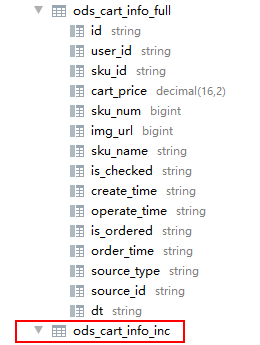 ods_cart_info_full
id string
user_id string
sku_id string
cart_price decimal(16,2)
sku_num bigint
img_url bigint
sku_name string
is_checked string
create_time string
operate_time string
is_ordered string
order_time string
source_type string
source_id string
dt string
ods_cart_info_inc